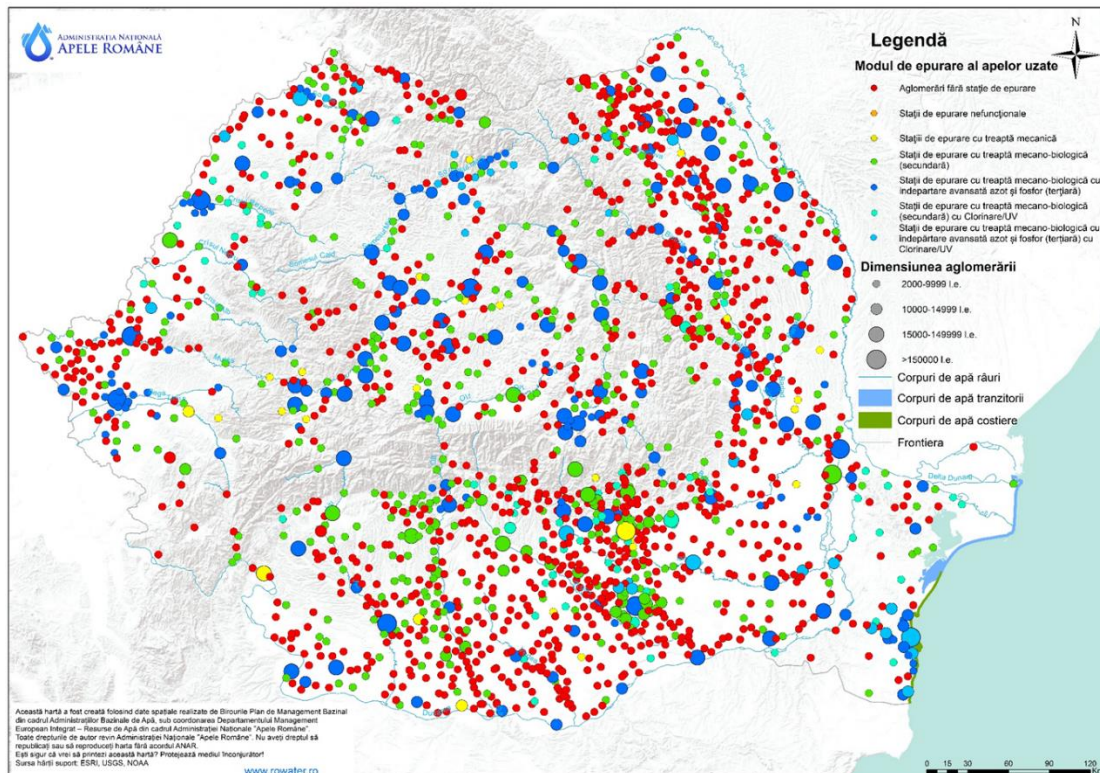 ADMINISTRAȚIA NAȚIONALĂ
APELE ROMÂNE
N
Legendă
Modul de epurare al apelor uzate
Aglomerări fără stație de epurare
Stații de epurare nefuncționale
Stații de epurare cu treaptă mecanică
Stații de epurare cu treaptă mecano-biologică
(secundară)
Stații de epurare cu treaptă mecano-biologică cu
îndepartare avansată azot și fosfor (terțiară)
Stații de epurare cu treaptă mecano-biologică
(secundară) cu Clorinare/UV
Stații de epurare cu treaptă mecano-biologică cu
îndepărtare avansată azot și fosfor (terțiară) cu
Clorinare/UV
Dimensiunea aglomerării
2000-9999 l.e.
10000-14999 l.e.
15000-149999 l.e.
>150000 l.e.
Corpuri de apă râuri
Corpuri de apă tranzitorii
Corpuri de apă costiere
Frontiera
Prut
Olt
Delta Dunării
Această hartă a fost creată folosind date spațiale realizate de Birourile Plan de Management Bazinal
din cadrul Administrațiilor Bazinale de Apă, sub coordonarea Departamentului Management
European Integrat – Resurse de Apă din cadrul Administrației Nationale "Apele Române".
Toate drepturile de autor revin Administrației Naționale "Apele Române". Nu aveți dreptul să
republicați sau să reproduceți harta fără acordul ANAR.
Ești sigur că vrei să printezi această hartă? Protejează mediul înconjurător!
Sursa hărții suport: ESRI, USGS, NOAA
www.rowater.ro
0 15 30 60 90 120